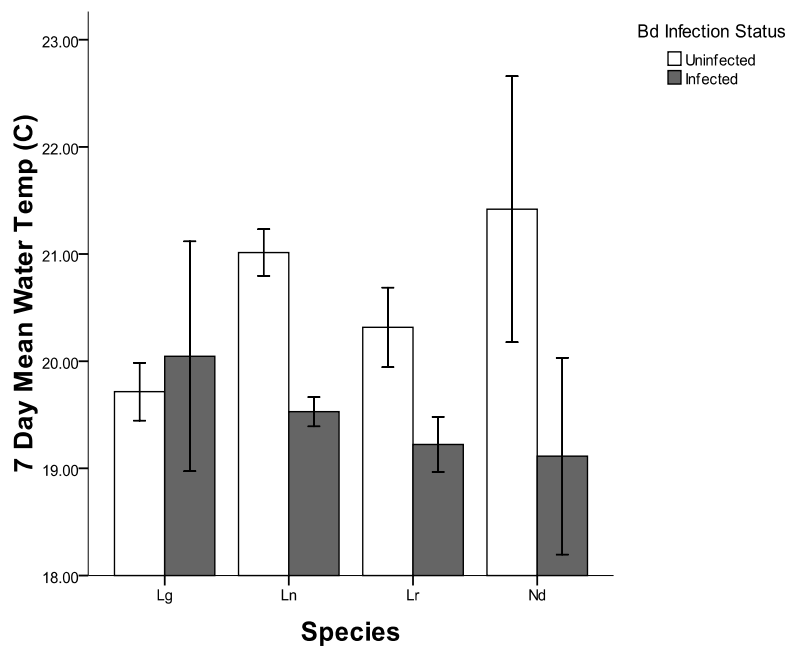 Bd Infection Status
Uninfected
Infected
7 Day Mean Water Temp (C)
23.00
22.00
21.00
20.00
19.00
18.00
Lg Ln Lr Nd
Species